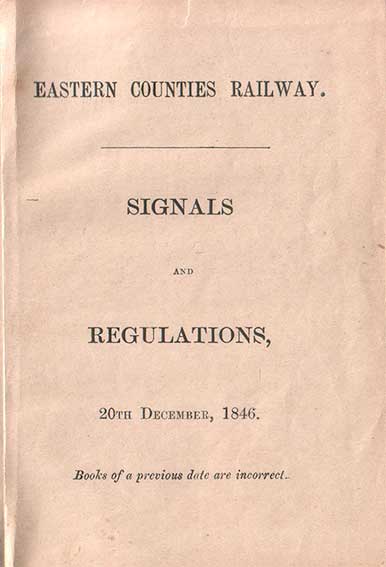 EASTERN COUNTIES RAILWAY.
SIGNALS
AND
REGULATIONS,
20TH DECEMBER, 1846.
Books of a previous date are incorrect.